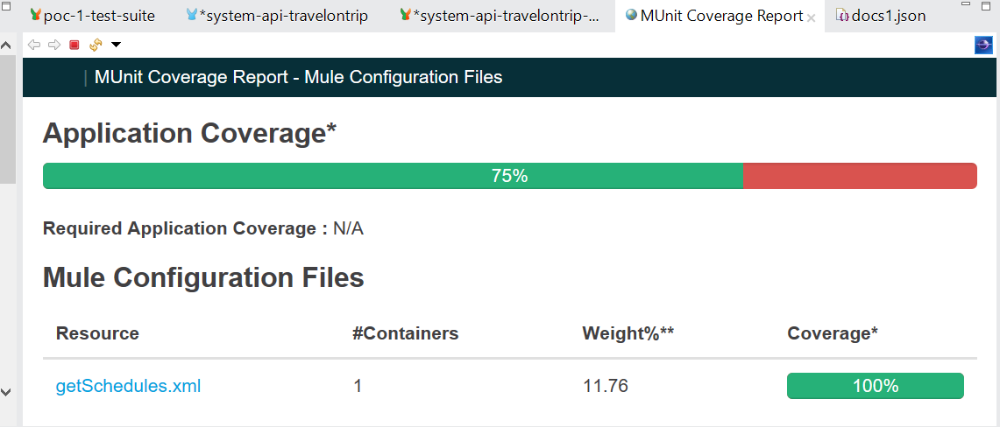 poc-1-test-suite *system-api-travelontrip *system-api-travelontrip-... MUnit Coverage Report docs1.json
| MUnit Coverage Report - Mule Configuration Files
Application Coverage*
75%
Required Application Coverage : N/A
Mule Configuration Files
Resource #Containers Weight%** Coverage*
getSchedules.xml 1 11.76 100%